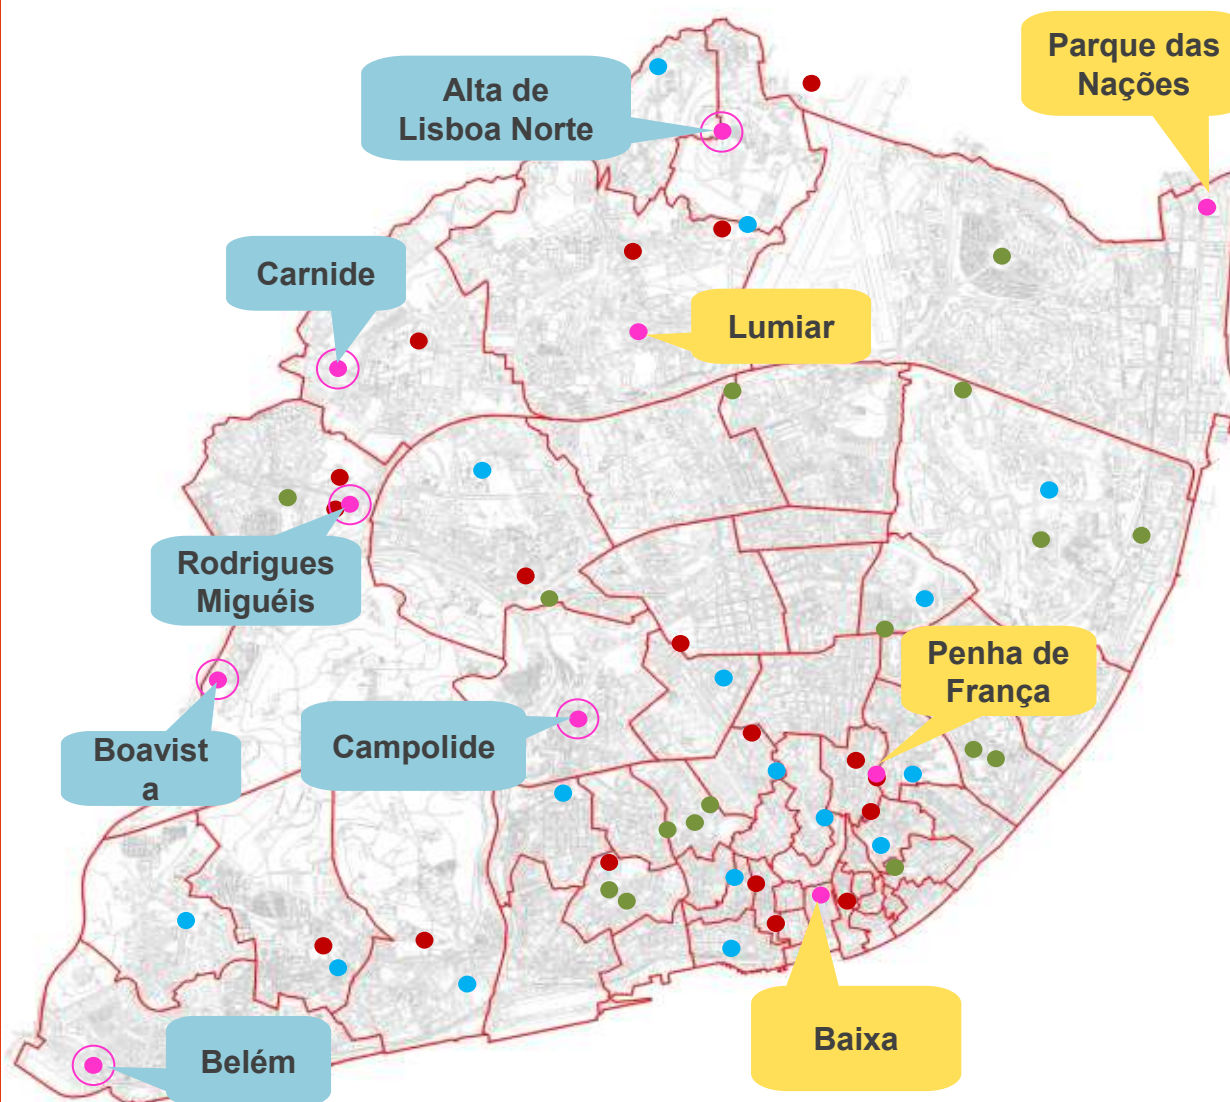 Parque das
Nações
Alta de
Lisboa Norte
Carnide
Lumiar
Rodrigues
Miguéis
Penha de
França
Boavist
a
Campolide
Baixa
Belém